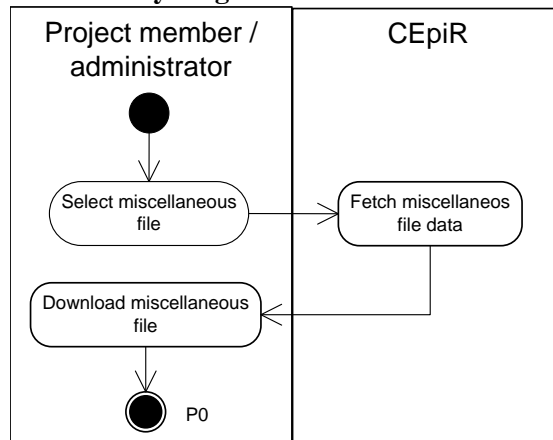 Project member /
administrator
CEpiR
Select miscellaneous
file
Fetch miscellaneos
file data
Download miscellaneous
file
P0